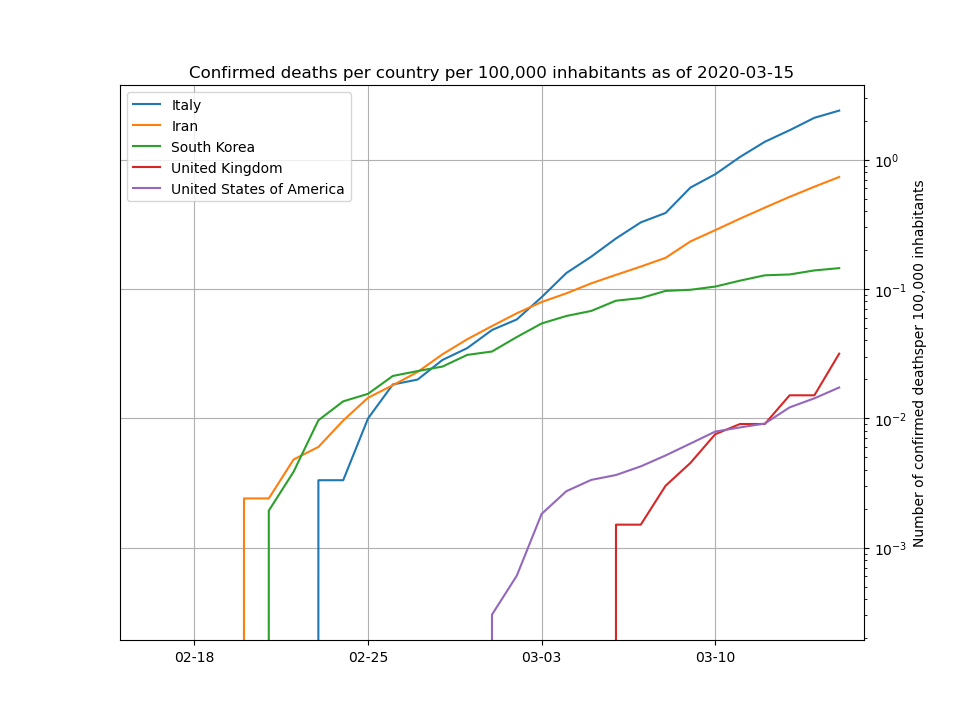 Confirmed deaths per country per 100,000 inhabitants as of 2020-03-15
Italy
Iran
South Korea
United Kingdom
United States of America
10⁰
10⁻¹
10⁻²
10⁻³
Number of confirmed deathsper 100,000 inhabitants
02-18
02-25
03-03
03-10